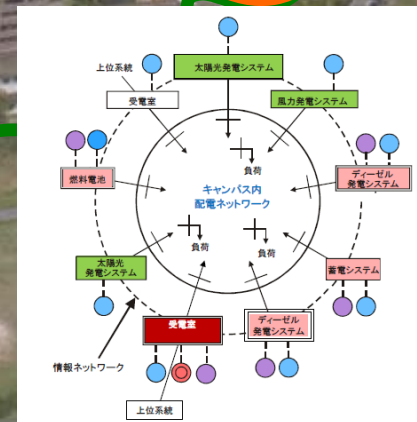 太陽光発電システム
上位系統
受電室
風力発電システム
負荷
燃料電池
ディーゼル
発電システム
キャンパス内
配電ネットワーク
負荷
負荷
太陽光
発電システム
蓄電システム
受電室
ディーゼル
発電システム
情報ネットワーク
上位系統